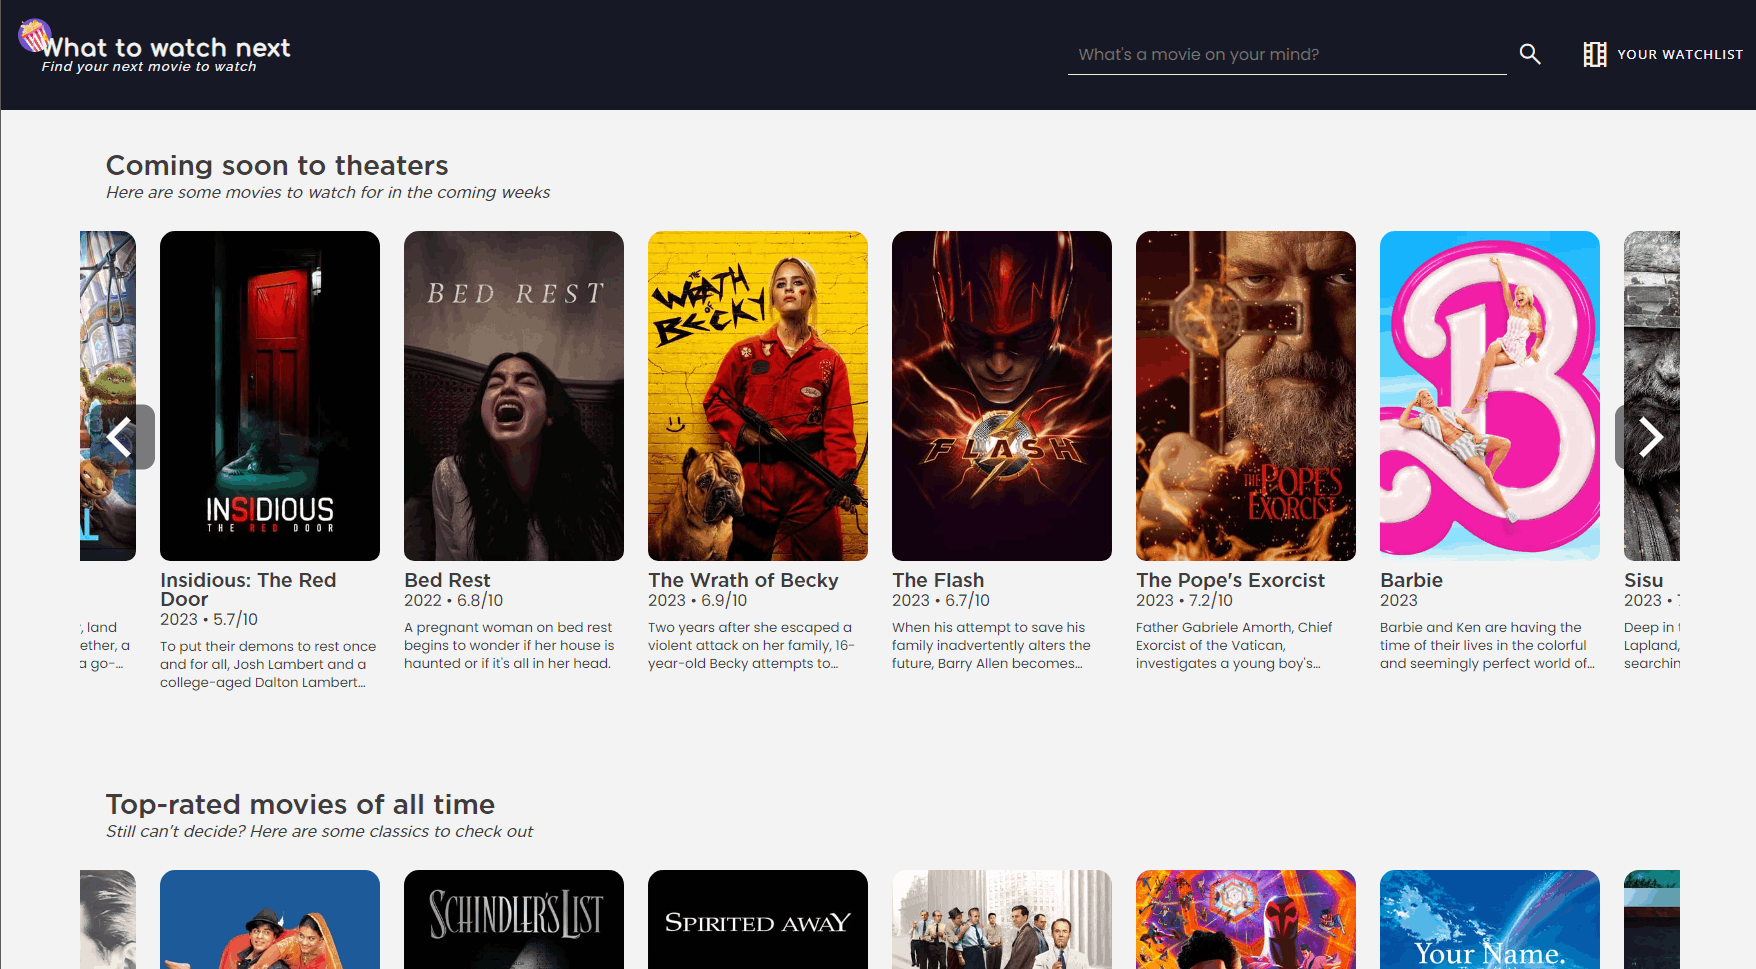 What to watch next
Find your next movie to watch
What's a movie on your mind?
YOUR WATCHLIST
Coming soon to theaters
Here are some movies to watch for in the coming weeks
INSIDIOUS
THE RED DOOR
BED REST
THE
WRATH
OF
BECKY
FLASH
THE POPE'S
EXORCIST
, land
ether, a
a go-...
Insidious: The Red
Door
2023 • 5.7/10
To put their demons to rest once
and for all, Josh Lambert and a
college-aged Dalton Lambert...
Bed Rest
2022 • 6.8/10
A pregnant woman on bed rest
begins to wonder if her house is
haunted or if it's all in her head.
The Wrath of Becky
2023 • 6.9/10
Two years after she escaped a
violent attack on her family, 16-
year-old Becky attempts to...
The Flash
2023 • 6.7/10
When his attempt to save his
family inadvertently alters the
future, Barry Allen becomes...
The Pope's Exorcist
2023 • 7.2/10
Father Gabriele Amorth, Chief
Exorcist of the Vatican,
investigates a young boy's...
Barbie
2023
Barbie and Ken are having the
time of their lives in the colorful
and seemingly perfect world of...
Sisu
2023 •
Deep in
Lapland,
searchin
Top-rated movies of all time
Still can't decide? Here are some classics to check out
SCHINDLER'S LIST
SPIRITED AWAY
Your Name.